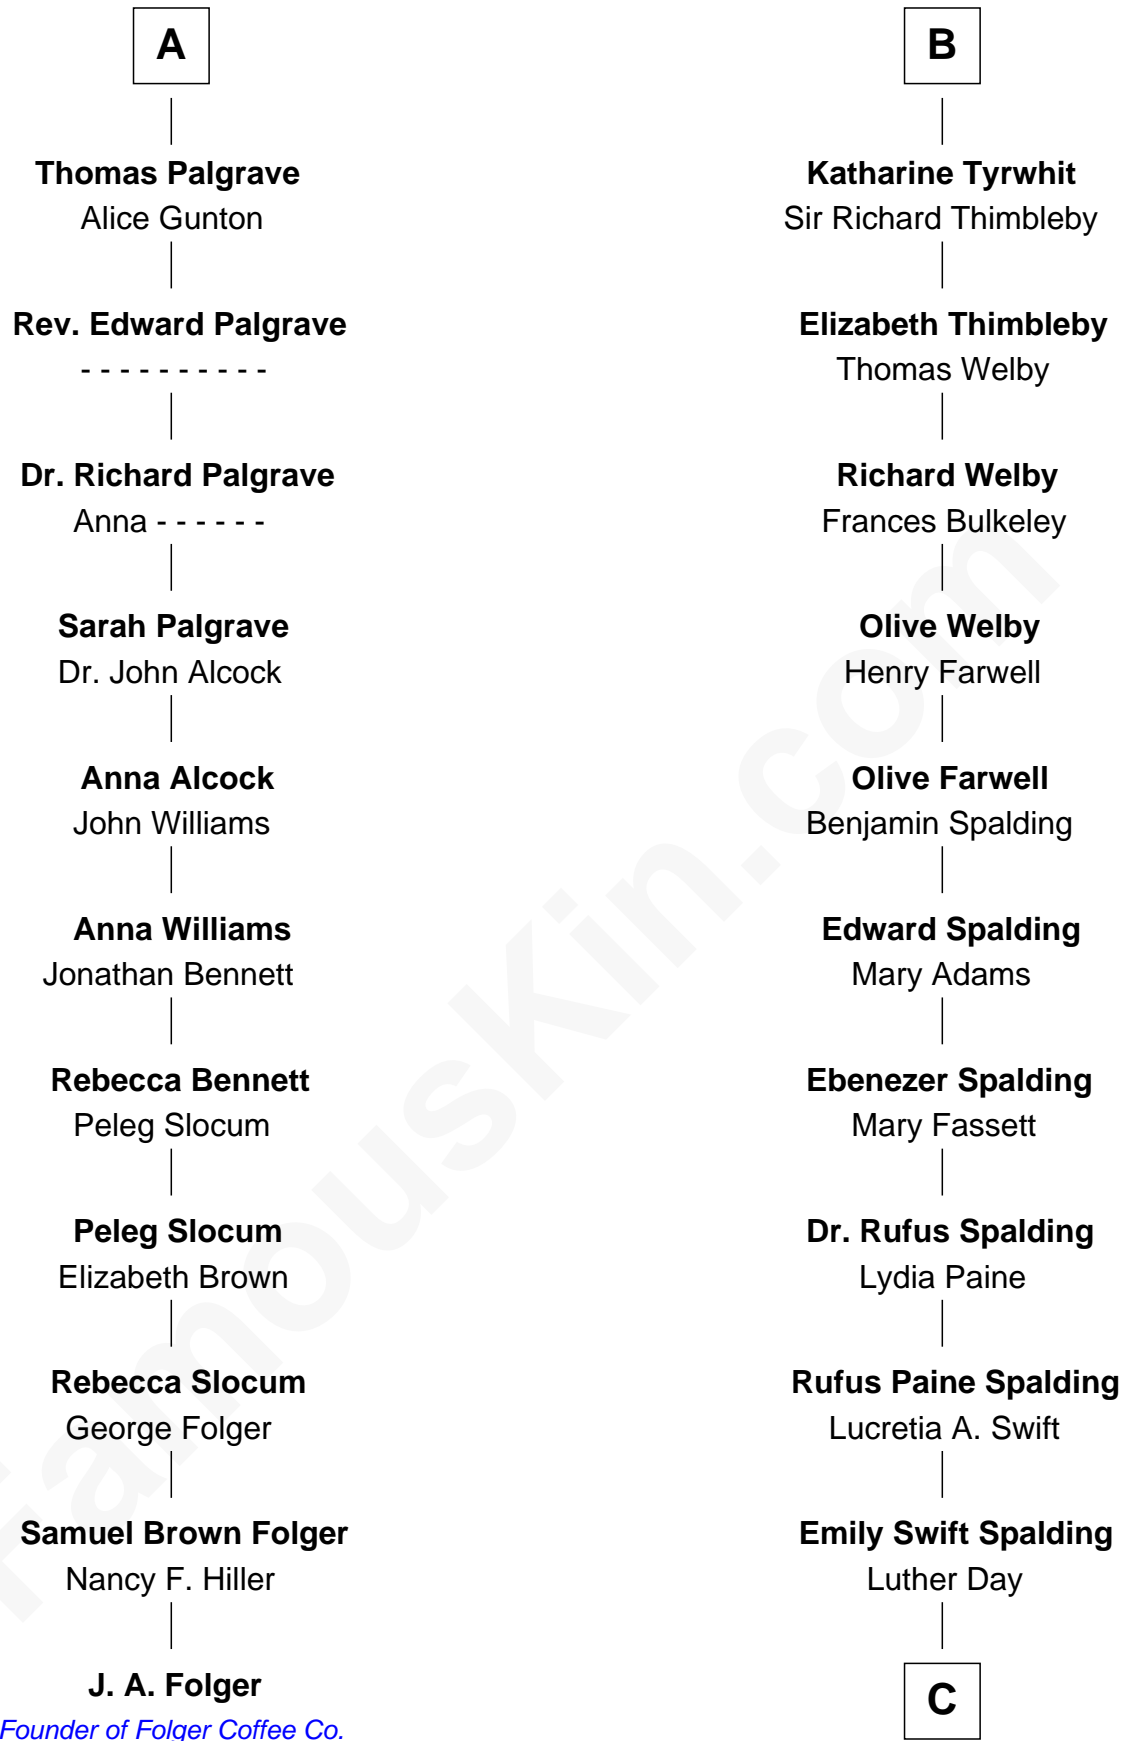 A
Thomas Palgrave
Alice Gunton
Rev. Edward Palgrave
- - - - - - - - - -
Dr. Richard Palgrave
Anna - - - - - -
Sarah Palgrave
Dr. John Alcock
Anna Alcock
John Williams
Anna Williams
Jonathan Bennett
Rebecca Bennett
Peleg Slocum
Peleg Slocum
Elizabeth Brown
Rebecca Slocum
George Folger
Samuel Brown Folger
Nancy F. Hiller
J. A. Folger
Founder of Folger Coffee Co.
B
Katharine Tyrwhit
Sir Richard Thimbleby
Elizabeth Thimbleby
Thomas Welby
Richard Welby
Frances Bulkeley
Olive Welby
Henry Farwell
Olive Farwell
Benjamin Spalding
Edward Spalding
Mary Adams
Ebenezer Spalding
Mary Fassett
Dr. Rufus Spalding
Lydia Paine
Rufus Paine Spalding
Lucretia A. Swift
Emily Swift Spalding
Luther Day
C
FamousKin.com